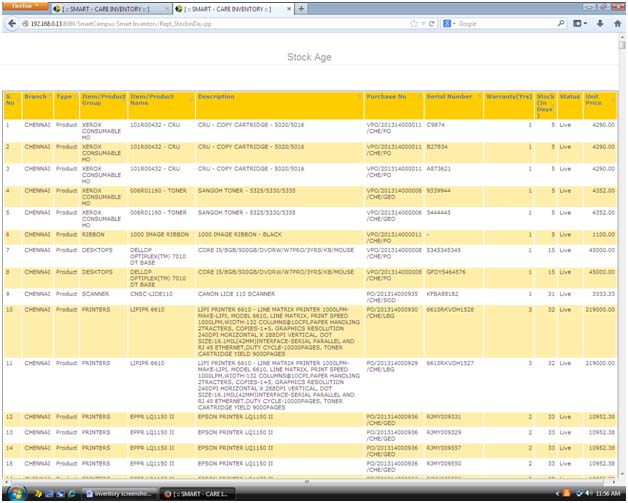 Firefox
[ :: SMART - CARE INVENTORY :: ]
[ :: SMART - CARE INVENTORY :: ]
192.168.0.13:8089/SmartCampus/Smart Inventory/Rept_StockinDay.jsp
Google
Stock Age
S. No Branch Type Item/Product Group Item/Product Name Description Purchase No Serial Number Warranty(Yrs) Stock (In Days) Status Unit Price
1 CHENNAI Product XEROX CONSUMABLE HO 101R00432 - CRU CRU - COPY CARTRIDGE - 5020/5016 VPO/201314000011 /CHE/PO C9874 1 5 Live 4290.00
2 CHENNAI Product XEROX CONSUMABLE HO 101R00432 - CRU CRU - COPY CARTRIDGE - 5020/5016 VPO/201314000011 /CHE/PO B27834 1 5 Live 4290.00
3 CHENNAI Product XEROX CONSUMABLE HO 101R00432 - CRU CRU - COPY CARTRIDGE - 5020/5016 VPO/201314000011 /CHE/PO A873621 1 5 Live 4290.00
4 CHENNAI Product XEROX CONSUMABLE HO 006R01160 - TONER SANGOH TONER - 5325/5330/5335 VPO/201314000006 /CHE/GEO 9339944 1 5 Live 4352.00
5 CHENNAI Product XEROX CONSUMABLE HO 006R01160 - TONER SANGOH TONER - 5325/5330/5335 VPO/201314000006 /CHE/GEO 3444443 1 5 Live 4352.00
6 CHENNAI Product RIBBON 1000 IMAGE RIBBON 1000 IMAGE RIBBON - BLACK VPO/201314000011 /CHE/PO - 1 5 Live 1100.00
7 CHENNAI Product DESKTOPS DELLDP OPTIPLEX(TM) 7010 DT BASE CORE I5/8GB/500GB/DVDRW/W7PRO/3YRS/KB/MOUSE VPO/201314000008 /CHE/PO 5345345345 1 15 Live 45000.00
8 CHENNAI Product DESKTOPS DELLDP OPTIPLEX(TM) 7010 DT BASE CORE I5/8GB/500GB/DVDRW/W7PRO/3YRS/KB/MOUSE VPO/201314000008 /CHE/PO GFDY5464576 1 15 Live 45000.00
9 CHENNAI Product SCANNER CNSC-LIDE110 CANON LIDE 110 SCANNER PO/201314000935 /CHE/SGD KFBA88182 1 31 Live 3333.33
10 CHENNAI Product PRINTERS LIPIPR 6610 LIPI PRINTER 6610 - LINE MATRIX PRINTER 1000LPM-
MAKE-LIPI, MODEL 6610, LINE MATRIX, PRINT SPEED
1000LPM,WIDTH-132 COLUMNS@10CPI,PAPER HANDLING
2TRACTERS, COPIES-1+5, GRAPHICS RESOLUTION
240DPI HORIZONTAL X 288DPI VERTICAL, DOT
SIZE:16.1MIL(42MM)INTERFACE-SERIAL PARALLEL AND
RJ 45 ETHERNET,DUTY CYCLE-10000PAGES, TONER
CARTRIDGE YIELD 9000PAGES PO/201314000930 /CHE/LBG 6610RKVOH1528 3 32 Live 219000.00
11 CHENNAI Product PRINTERS LIPIPR 6610 LIPI PRINTER 6610 - LINE MATRIX PRINTER 1000LPM-
MAKE-LIPI, MODEL 6610, LINE MATRIX, PRINT SPEED
1000LPM,WIDTH-132 COLUMNS@10CPI,PAPER HANDLING
2TRACTERS, COPIES-1+5, GRAPHICS RESOLUTION
240DPI HORIZONTAL X 288DPI VERTICAL, DOT
SIZE:16.1MIL(42MM)INTERFACE-SERIAL PARALLEL AND
RJ 45 ETHERNET,DUTY CYCLE-10000PAGES, TONER
CARTRIDGE YIELD 9000PAGES PO/201314000929 /CHE/LBG 6610RKVOH1527 3 32 Live 219000.00
12 CHENNAI Product PRINTERS EPPR LQ1150 II EPSON PRINTER LQ1150 II PO/201314000936 /CHE/GED RJMY009331 2 33 Live 10952.38
13 CHENNAI Product PRINTERS EPPR LQ1150 II EPSON PRINTER LQ1150 II PO/201314000936 /CHE/GED RJMY009329 2 33 Live 10952.38
14 CHENNAI Product PRINTERS EPPR LQ1150 II EPSON PRINTER LQ1150 II PO/201314000936 /CHE/GED RJMY009557 2 33 Live 10952.38
15 CHENNAI Product PRINTERS EPPR LQ1150 II EPSON PRINTER LQ1150 II PO/201314000936 /CHE/GED RJMY009550 2 33 Live 10952.38
inventory screensho...
[ :: SMART - CARE I...
11:56 AM